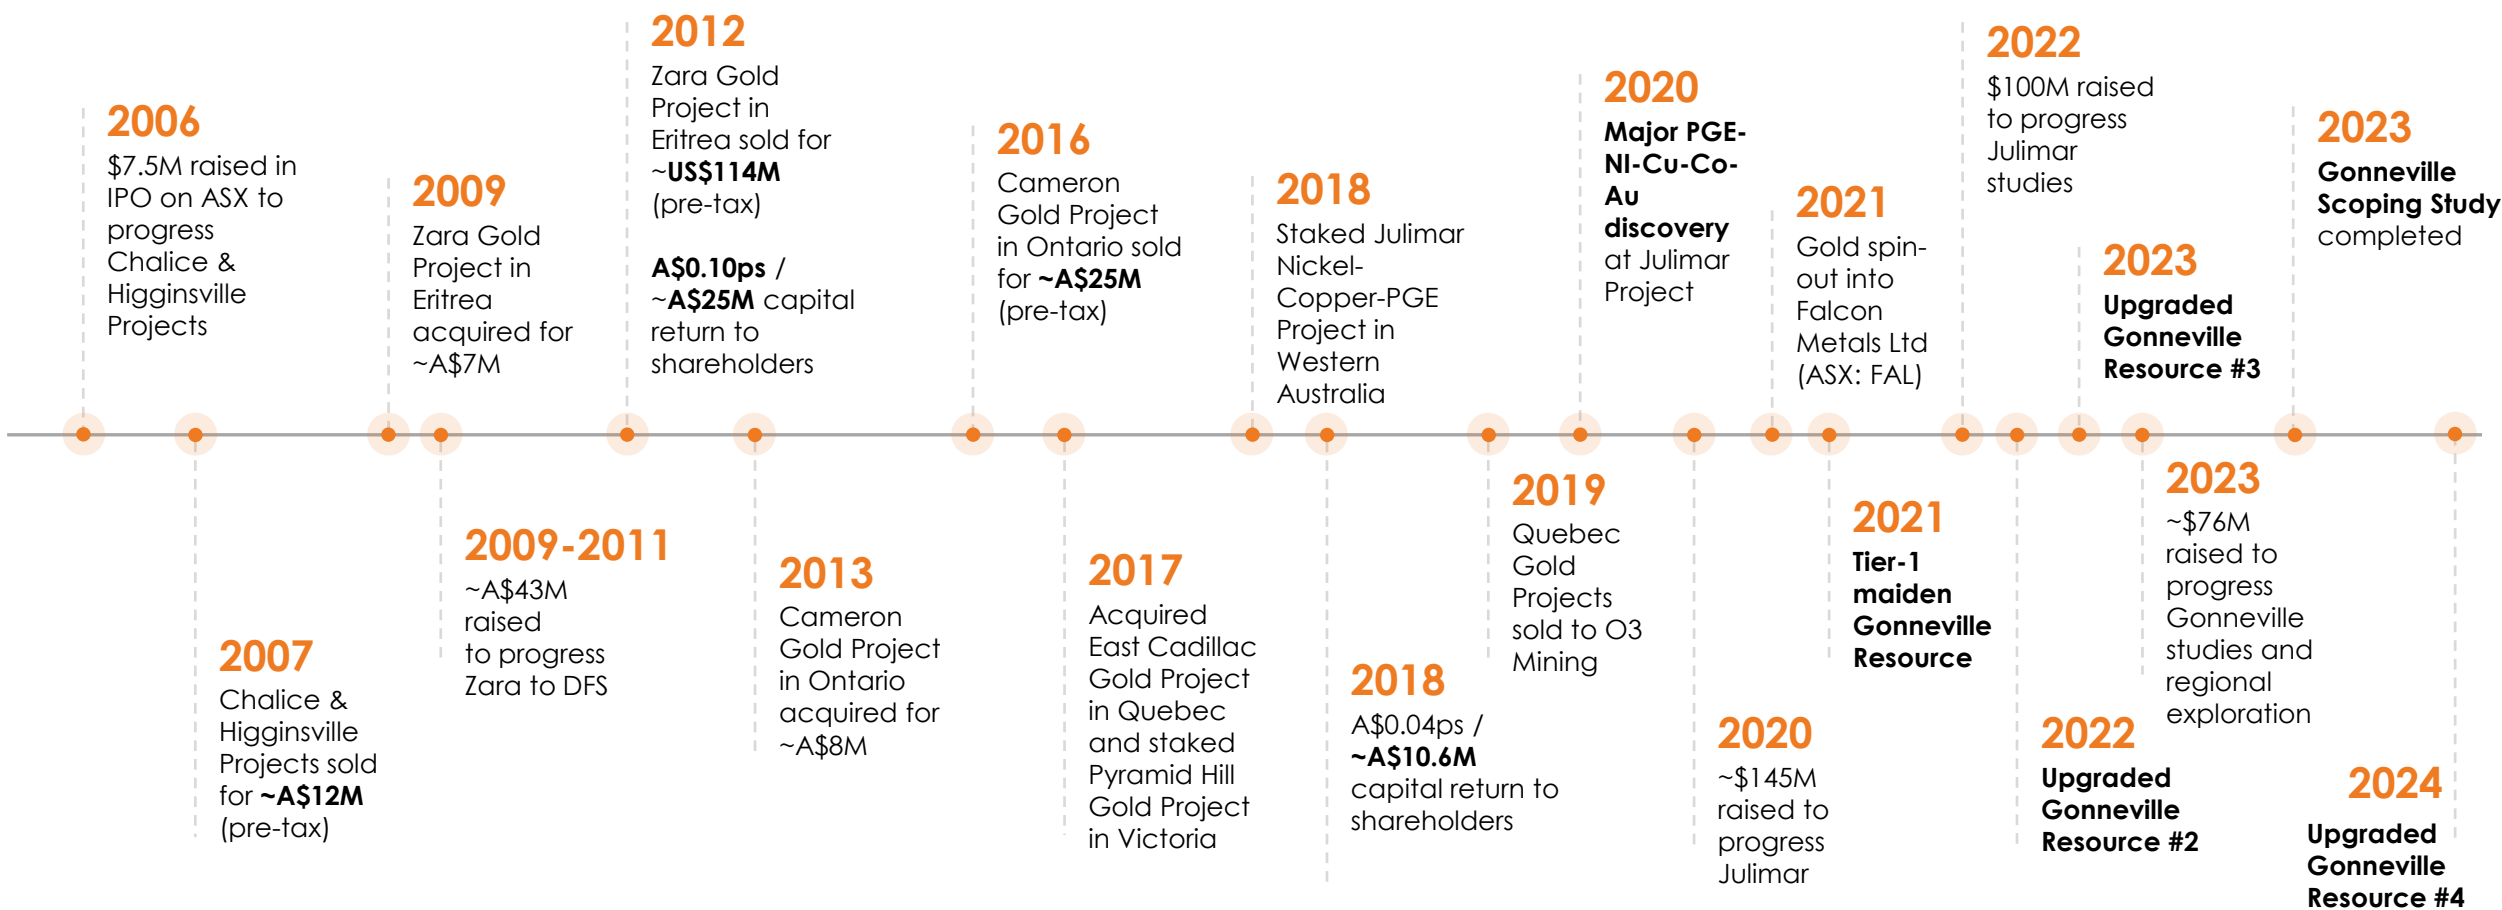 2006
$7.5M raised in
IPO on ASX to
progress
Chalice &
Higginsville
Projects
2007
Chalice &
Higginsville
Projects sold
for ~A$12M
(pre-tax)
2009
Zara Gold
Project in
Eritrea
acquired for
~A$7M
2009-2011
~A$43M
raised
to progress
Zara to DFS
2012
Zara Gold
Project in
Eritrea sold for
~US$114M
(pre-tax)
A$0.10ps /
~A$25M capital
return to
shareholders
2013
Cameron
Gold Project
in Ontario
acquired for
~A$8M
2016
Cameron
Gold Project
in Ontario sold
for ~A$25M
(pre-tax)
2017
Acquired
East Cadillac
Gold Project
in Quebec
and staked
Pyramid Hill
Gold Project
in Victoria
2018
Staked Julimar
Nickel-
Copper-PGE
Project in
Western
Australia
2018
A$0.04ps /
~A$10.6M
capital return to
shareholders
2019
Quebec
Gold
Projects
sold to O3
Mining
2020
Major PGE-
NI-Cu-Co-
Au
discovery
at Julimar
Project
2020
~$145M
raised to
progress
Julimar
2021
Gold spin-
out into
Falcon
Metals Ltd
(ASX: FAL)
2021
Tier-1
maiden
Gonneville
Resource
2022
$100M raised
to progress
Julimar
studies
2022
Upgraded
Gonneville
Resource #2
2023
Upgraded
Gonneville
Resource #3
2023
~$76M
raised to
progress
Gonneville
studies and
regional
exploration
2023
Gonneville
Scoping Study
completed
2024
Upgraded
Gonneville
Resource #4